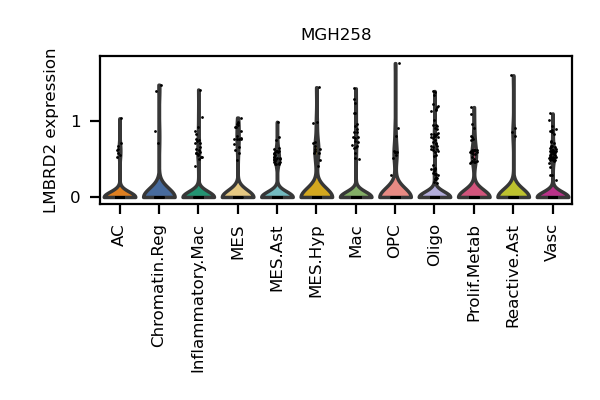 MGH258
LMBRD2 expression
1
0
AC
Chromatin.Reg
Inflammatory.Mac
MES
MES.Ast
MES.Hyp
Mac
OPC
Oligo
Prolif.Metab
Reactive.Ast
Vasc